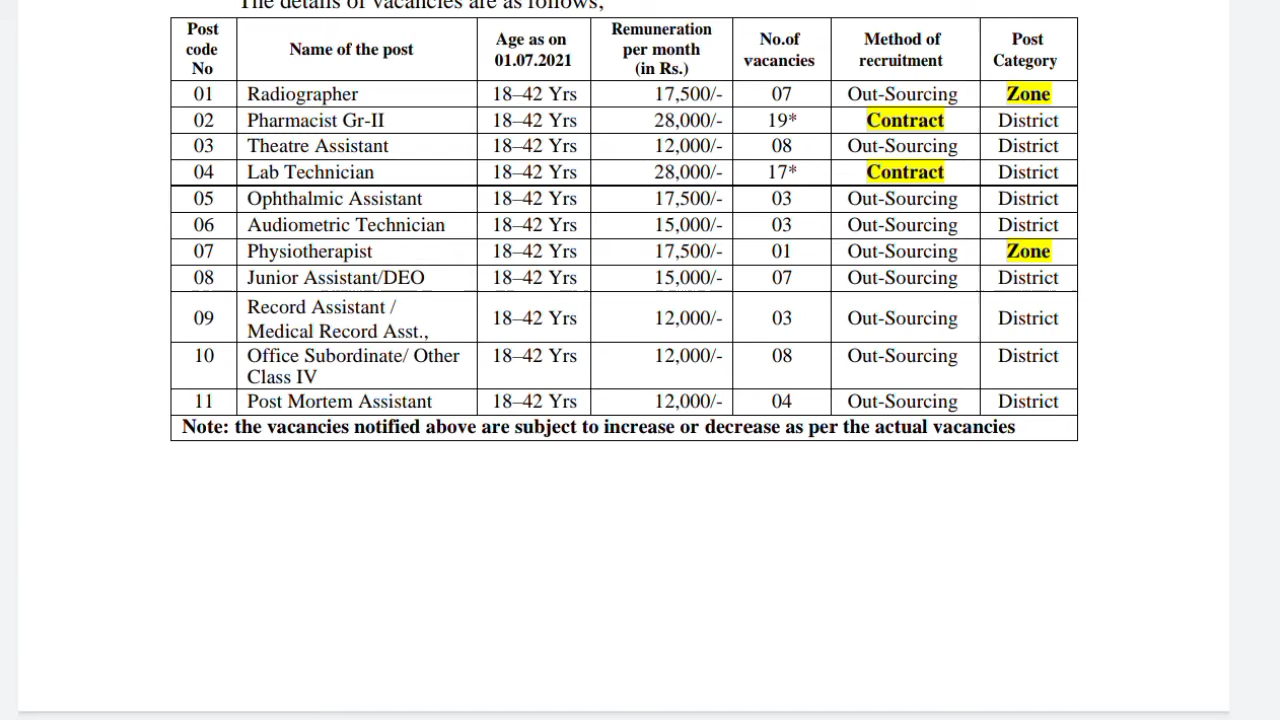 The details of vacancies are as follows;
Post code No | Name of the post | Age as on 01.07.2021 | Remuneration per month (in Rs.) | No.of vacancies | Method of recruitment | Post Category
01 | Radiographer | 18–42 Yrs | 17,500/- | 07 | Out-Sourcing | Zone
02 | Pharmacist Gr-II | 18–42 Yrs | 28,000/- | 19* | Contract | District
03 | Theatre Assistant | 18–42 Yrs | 12,000/- | 08 | Out-Sourcing | District
04 | Lab Technician | 18–42 Yrs | 28,000/- | 17* | Contract | District
05 | Ophthalmic Assistant | 18–42 Yrs | 17,500/- | 03 | Out-Sourcing | District
06 | Audiometric Technician | 18–42 Yrs | 15,000/- | 03 | Out-Sourcing | District
07 | Physiotherapist | 18–42 Yrs | 17,500/- | 01 | Out-Sourcing | Zone
08 | Junior Assistant/DEO | 18–42 Yrs | 15,000/- | 07 | Out-Sourcing | District
09 | Record Assistant / Medical Record Asst., | 18–42 Yrs | 12,000/- | 03 | Out-Sourcing | District
10 | Office Subordinate/ Other Class IV | 18–42 Yrs | 12,000/- | 08 | Out-Sourcing | District
11 | Post Mortem Assistant | 18–42 Yrs | 12,000/- | 04 | Out-Sourcing | District
Note: the vacancies notified above are subject to increase or decrease as per the actual vacancies